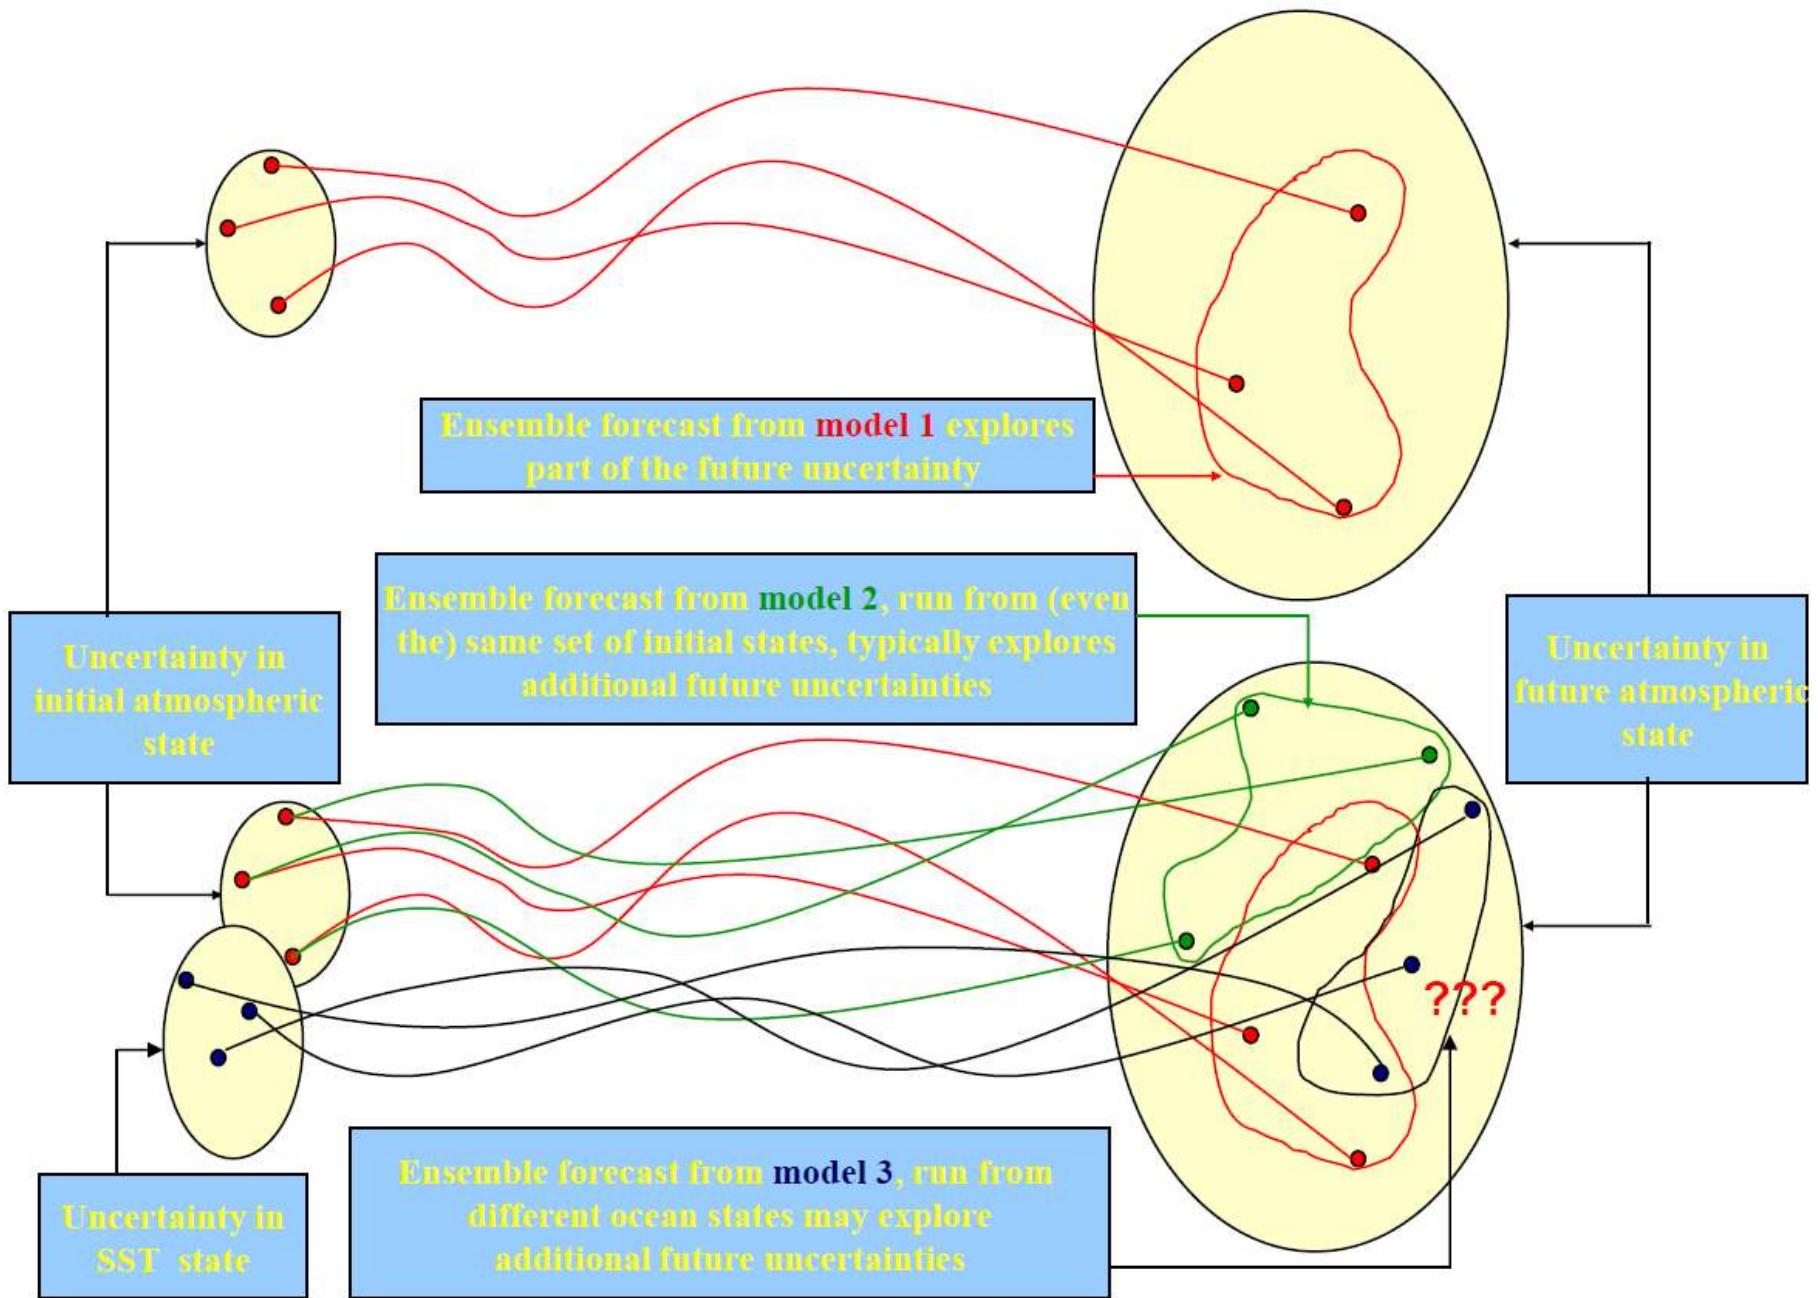 Ensemble forecast from model 1 explores
part of the future uncertainty
Ensemble forecast from model 2, run from (even
the) same set of initial states, typically explores
additional future uncertainties
Uncertainty in
initial atmospheric
state
Uncertainty in
future atmospheric
state
???
Ensemble forecast from model 3, run from
different ocean states may explore
additional future uncertainties
Uncertainty in
SST state